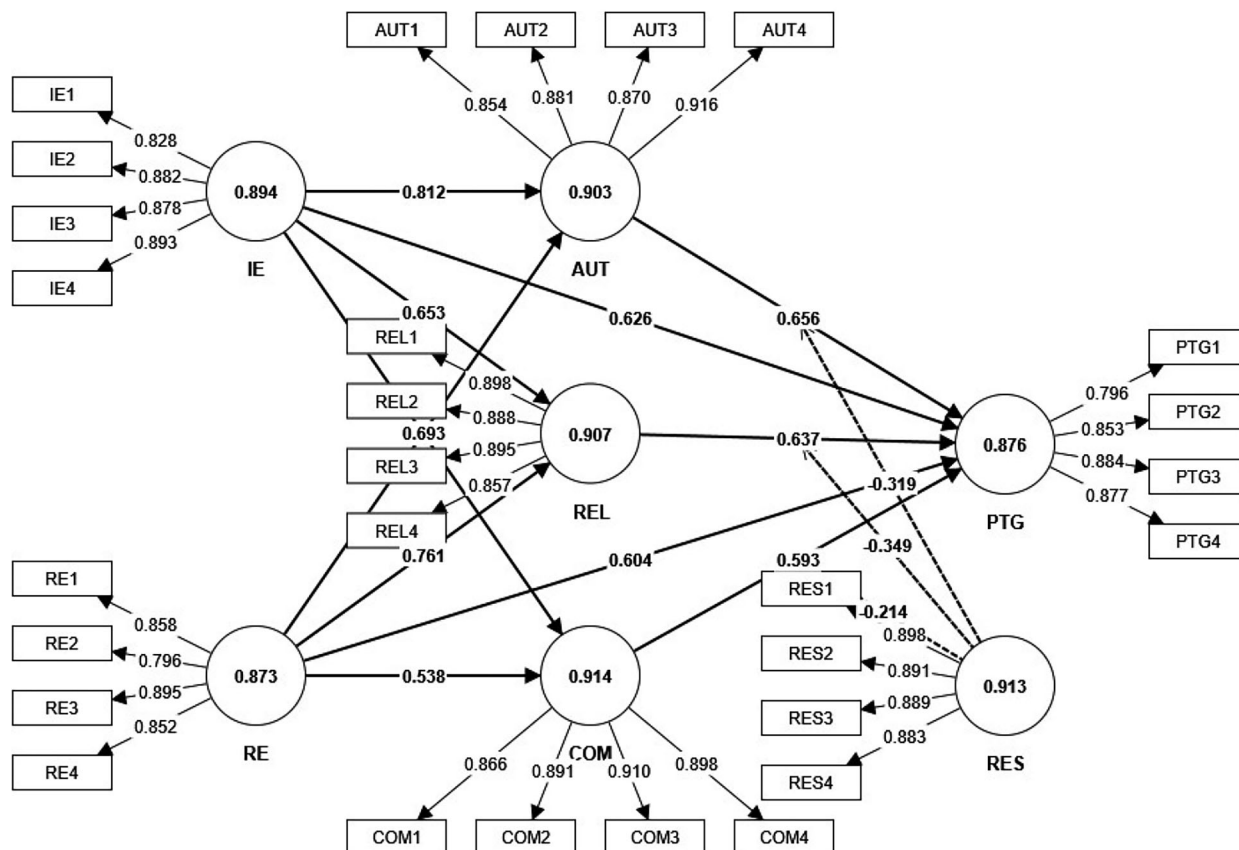 AUT1 AUT2 AUT3 AUT4
IE1
0.854 0.881 0.870 0.916
0.828
IE2
0.882
0.894 0.812 0.903
IE3
0.878
0.893
IE4
IE AUT
0.653 0.626 0.656
REL1
PTG1
0.898
0.796
REL2
0.888
PTG2
0.853
0.693 0.907 0.637 0.876
REL3
0.895
PTG3
0.884
0.857
-0.319
0.877
REL4
REL
PTG
PTG4
0.761 0.604 0.593
-0.349
RE1
RES1
-0.214
0.858
0.898
RE2
0.796
RES2
0.891
0.873 0.538 0.914 0.913
RE3
0.895
RES3
0.889
0.852
0.883
RE4
RE COM RES
RES4
0.866 0.891 0.910 0.898
COM1 COM2 COM3 COM4